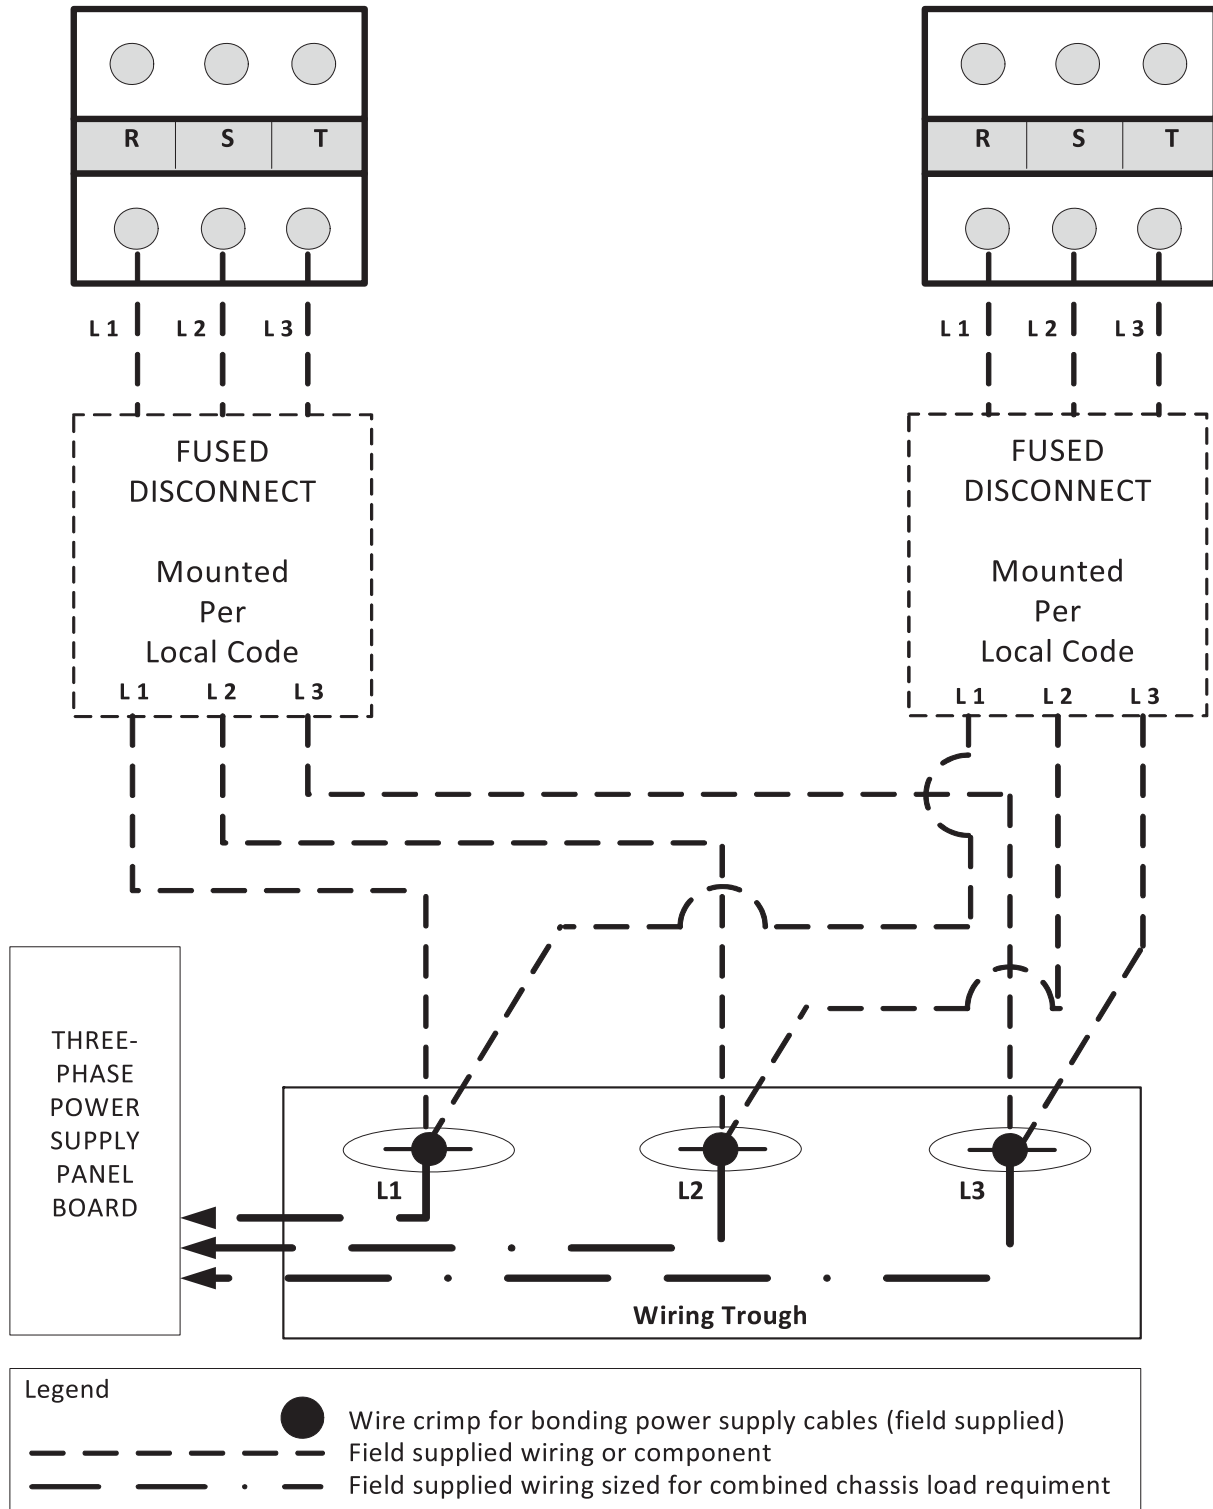 R S T
R S T
L 1 L 2 L 3
L 1 L 2 L 3
FUSED
DISCONNECT
Mounted
Per
Local Code
L 1 L 2 L 3
FUSED
DISCONNECT
Mounted
Per
Local Code
L 1 L 2 L 3
THREE-
PHASE
POWER
SUPPLY
PANEL
BOARD
L1 L2 L3
Wiring Trough
Legend
Wire crimp for bonding power supply cables (field supplied)
Field supplied wiring or component
Field supplied wiring sized for combined chassis load requiment